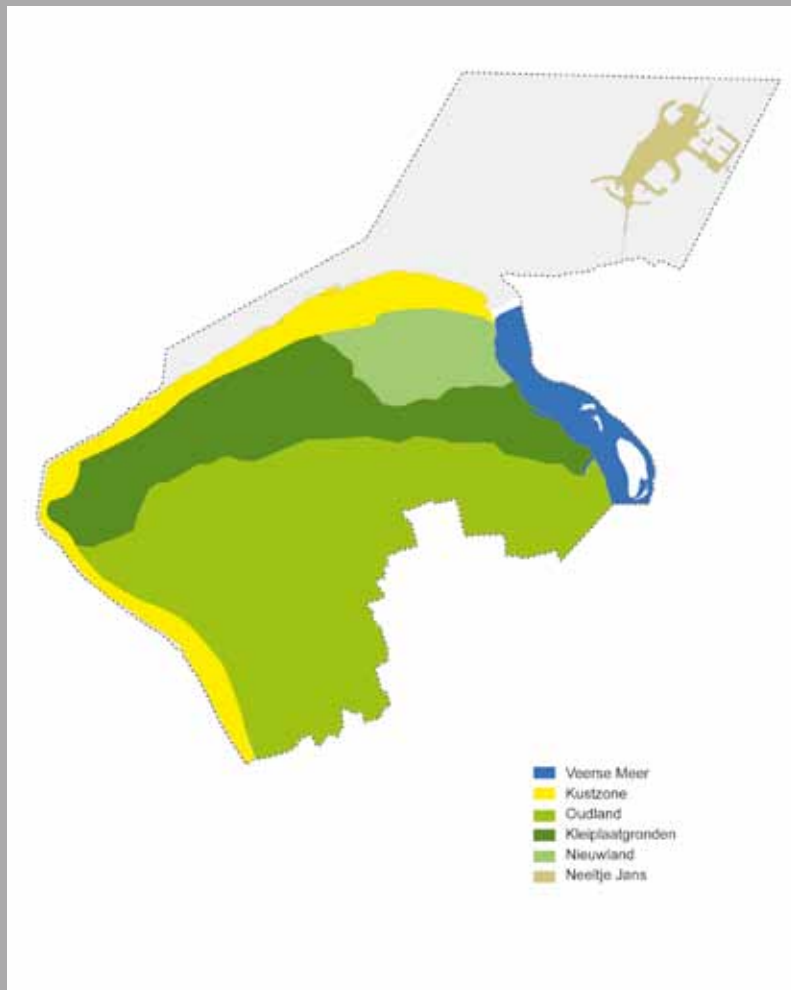 Veerse Meer
Kustzone
Oudland
Kleiplaatgronden
Nieuwland
Neeltje Jans